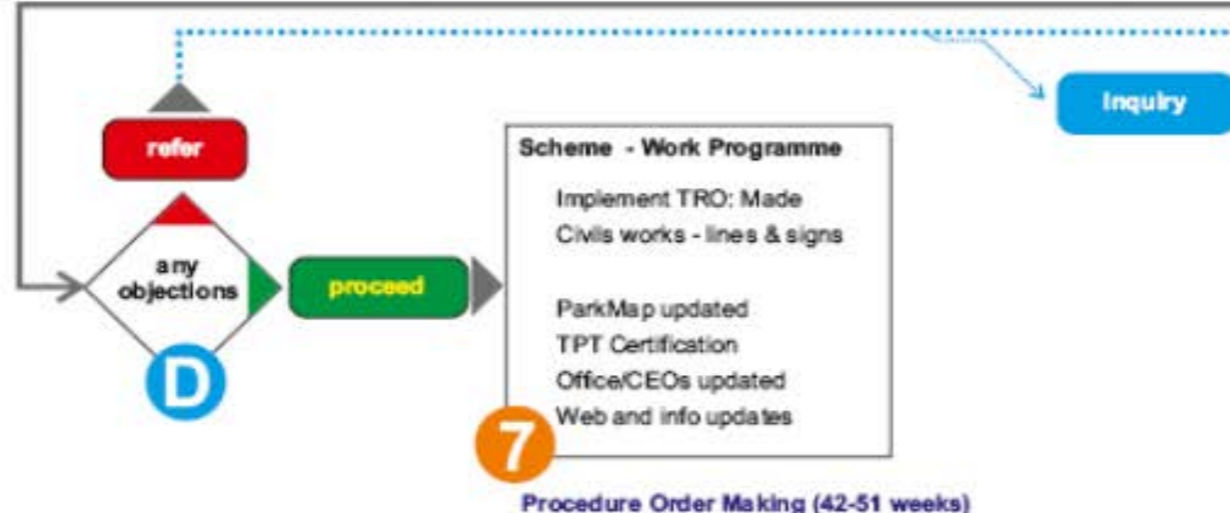 Inquiry
refer
Scheme - Work Programme
Implement TRO: Made
Civils works - lines & signs
any
objections
proceed
ParkMap updated
TPT Certification
Office/CEOs updated
Web and info updates
D
7
Procedure Order Making (42-51 weeks)